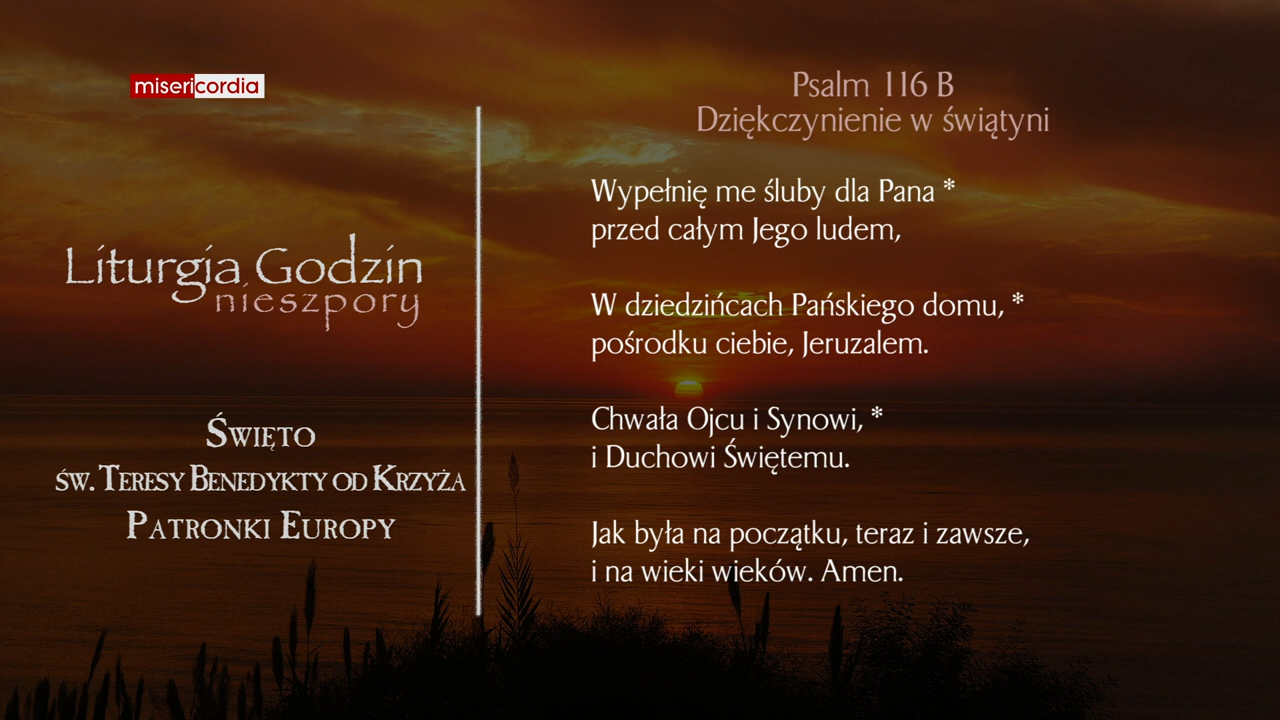 misericordia
Liturgia Godzin
nieszpory
Święto
św. Teresy Benedykty od Krzyża
Patronki Europy
Psalm 116 B
Dziękczynienie w świątyni
Wypełnię me śluby dla Pana *
przed całym Jego ludem,
W dziedzińcach Pańskiego domu, *
pośrodku ciebie, Jeruzalem.
Chwała Ojcu i Synowi, *
i Duchowi Świętemu.
Jak była na początku, teraz i zawsze,
i na wieki wieków. Amen.